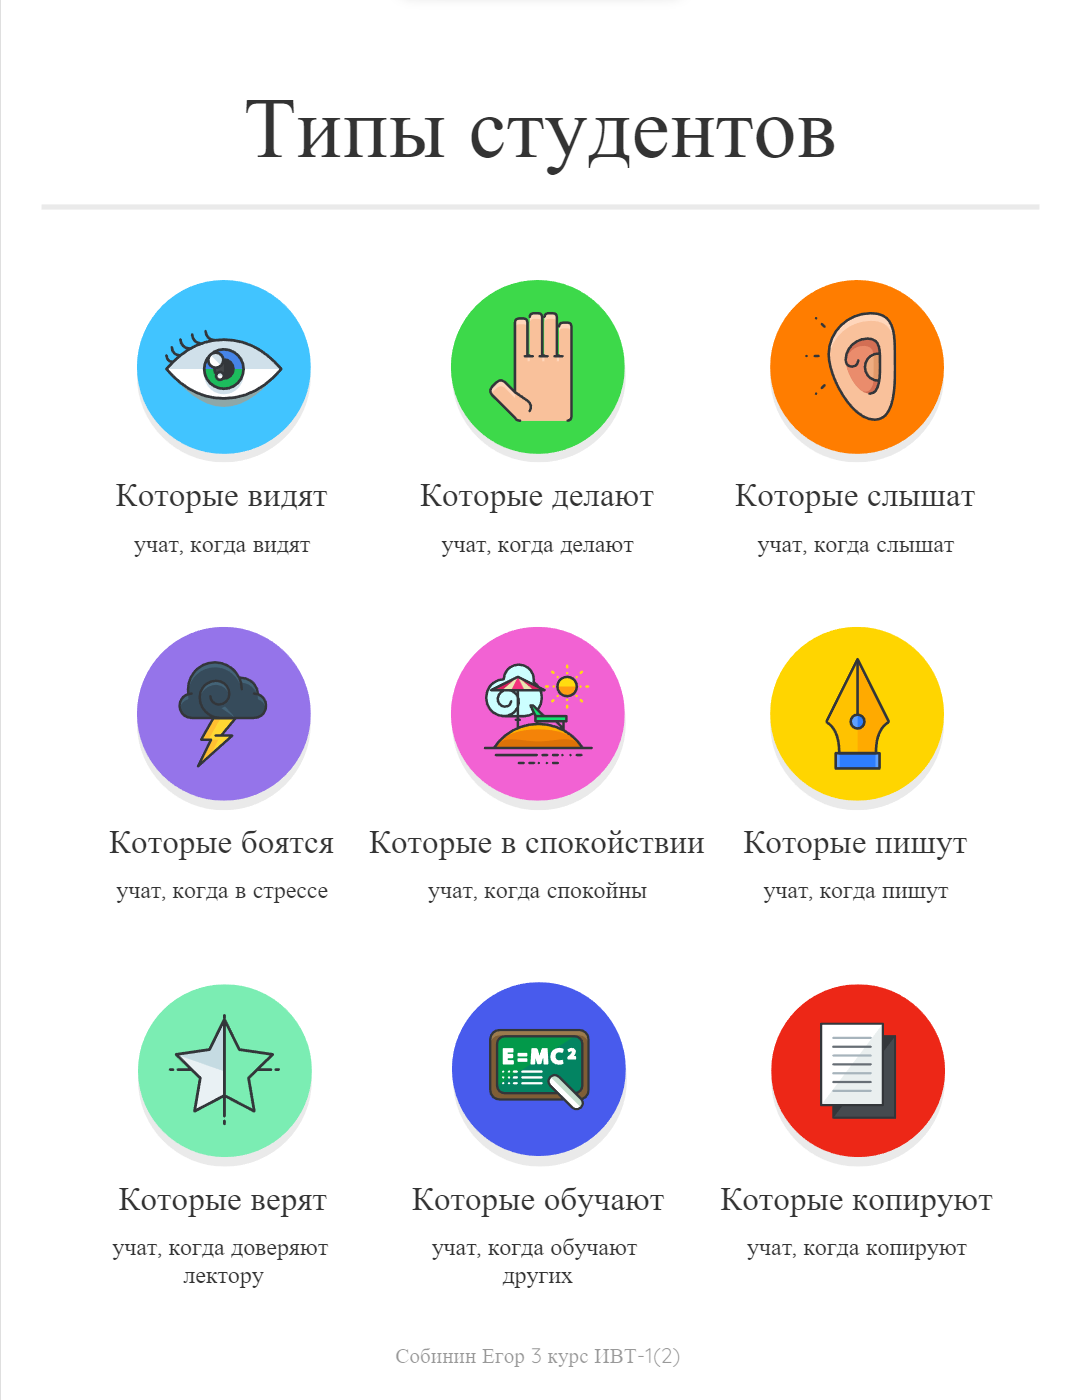 Типы студентов
Которые видят
учат, когда видят
Которые делают
учат, когда делают
Которые слышат
учат, когда слышат
Которые боятся
учат, когда в стрессе
Которые в спокойствии
учат, когда спокойны
Которые пишут
учат, когда пишут
E=MC²
Которые верят
учат, когда доверяют
лектору
Которые обучают
учат, когда обучают
других
Которые копируют
учат, когда копируют
Собинин Егор 3 курс ИВТ-1(2)